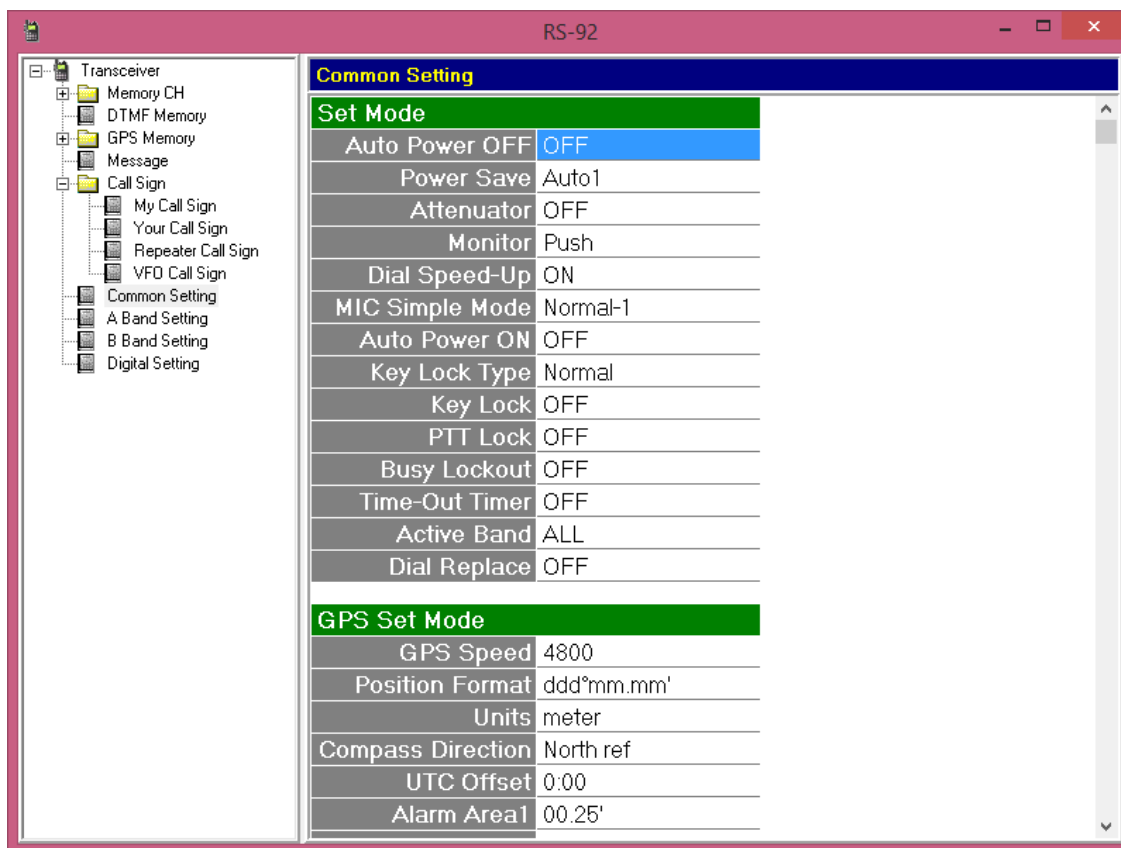 RS-92
Transceiver
Memory CH
DTMF Memory
GPS Memory
Message
Call Sign
My Call Sign
Your Call Sign
Repeater Call Sign
VFO Call Sign
Common Setting
A Band Setting
B Band Setting
Digital Setting
Common Setting
Set Mode
Auto Power OFF OFF
Power Save Auto1
Attenuator OFF
Monitor Push
Dial Speed-Up ON
MIC Simple Mode Normal-1
Auto Power ON OFF
Key Lock Type Normal
Key Lock OFF
PTT Lock OFF
Busy Lockout OFF
Time-Out Timer OFF
Active Band ALL
Dial Replace OFF
GPS Set Mode
GPS Speed 4800
Position Format ddd°mm.mm'
Units meter
Compass Direction North ref
UTC Offset 0:00
Alarm Area1 00.25'